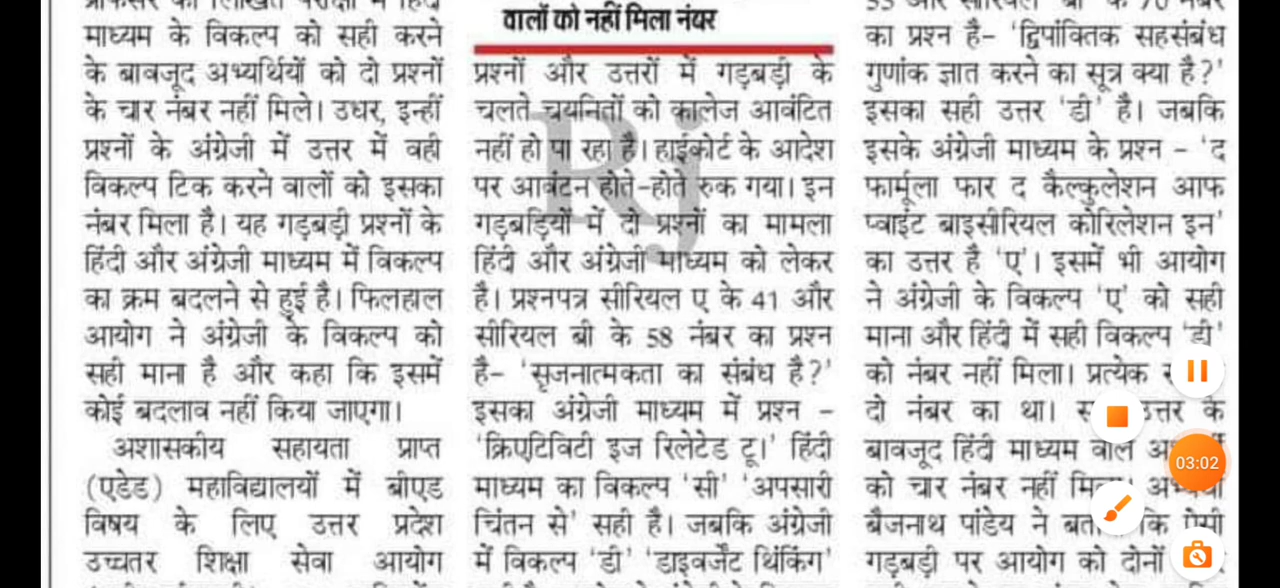 माध्यम के विकल्प को सही करने
के बावजूद अभ्यर्थियों को दो प्रश्नों
के चार नंबर नहीं मिले। उधर, इन्हीं
प्रश्नों के अंग्रेजी में उत्तर में वही
विकल्प टिक करने वालों को इसका
नंबर मिला है। यह गड़बड़ी प्रश्नों के
हिंदी और अंग्रेजी माध्यम में विकल्प
का क्रम बदलने से हुई है। फिलहाल
आयोग ने अंग्रेजी के विकल्प को
सही माना है और कहा कि इसमें
कोई बदलाव नहीं किया जाएगा।
अशासकीय सहायता प्राप्त
(एडेड) महाविद्यालयों में बीएड
विषय के लिए उत्तर प्रदेश
उच्चतर शिक्षा सेवा आयोग
वालों को नहीं मिला नंबर
प्रश्नों और उत्तरों में गड़बड़ी के
चलते चयनितों को कालेज आवंटित
नहीं हो पा रहा है। हाईकोर्ट के आदेश
पर आवंटन होते-होते रुक गया। इन
गड़बड़ियों में दो प्रश्नों का मामला
हिंदी और अंग्रेजी माध्यम को लेकर
है। प्रश्नपत्र सीरियल ए के 41 और
सीरियल बी के 58 नंबर का प्रश्न
है- 'सृजनात्मकता का संबंध है?'
इसका अंग्रेजी माध्यम में प्रश्न -
'क्रिएटिविटी इज रिलेटेड टू।' हिंदी
माध्यम का विकल्प 'सी' 'अपसारी
चिंतन से' सही है। जबकि अंग्रेजी
में विकल्प 'डी' 'डाइवर्जेंट थिंकिंग'
का प्रश्न है- 'द्विपांक्तिक सहसंबंध
गुणांक ज्ञात करने का सूत्र क्या है?'
इसका सही उत्तर 'डी' है। जबकि
इसके अंग्रेजी माध्यम के प्रश्न - 'द
फार्मूला फार द कैल्कुलेशन आफ
प्वाइंट बाइसीरियल कोरिलेशन इन'
का उत्तर है 'ए'। इसमें भी आयोग
ने अंग्रेजी के विकल्प 'ए' को सही
माना और हिंदी में सही विकल्प 'डी'
को नंबर नहीं मिला। प्रत्येक
दो नंबर का था। उत्तर के
बावजूद हिंदी माध्यम वाले
को चार नंबर नहीं
बैजनाथ पांडेय ने कि ऐसी
गड़बड़ी पर आयोग को दोनों
Rj
03:02